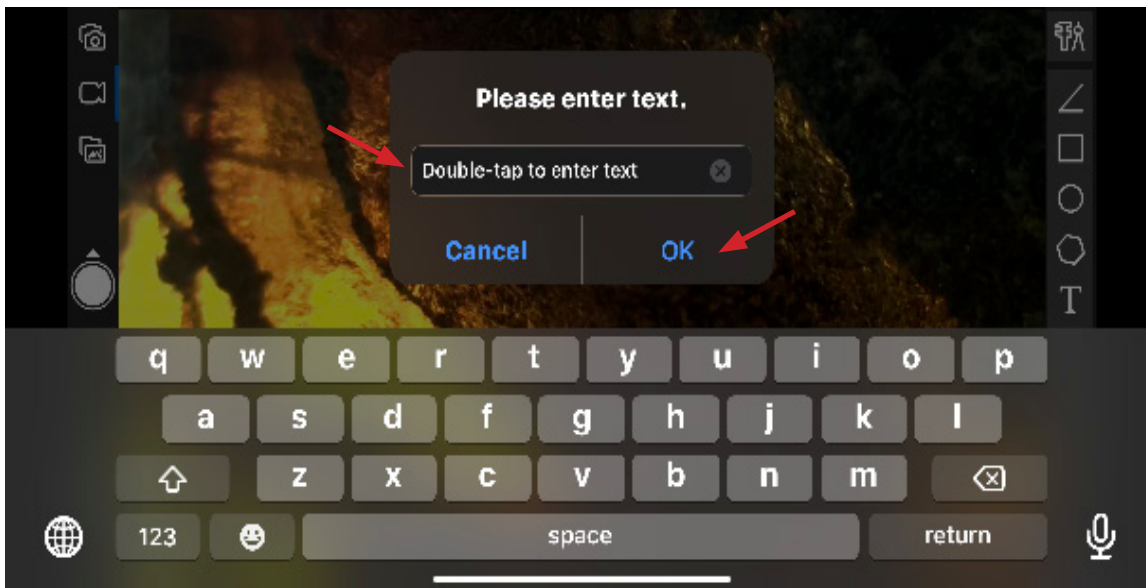 Please enter text.
Double-tap to enter text
Cancel OK
T
q w e r t y u i o p
a s d f g h j k l
z x c v b n m
123 space return